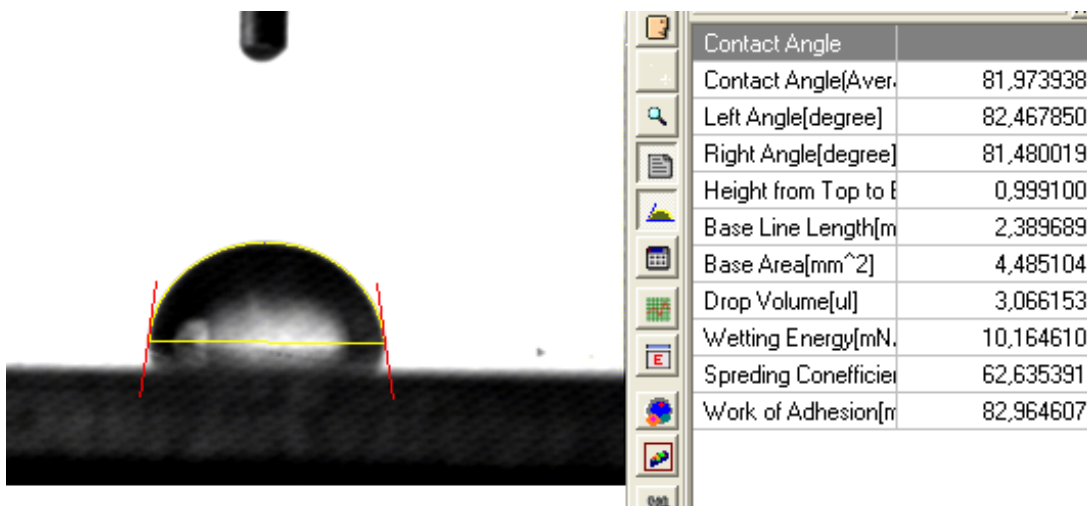 Contact Angle
Contact Angle(Aver 81,973938
Left Angle[degree] 82,467850
Right Angle[degree] 81,480019
Height from Top to E 0,999100
Base Line Length[m 2,389689
Base Area[mm^2] 4,485104
Drop Volume[ul] 3,066153
Wetting Energy[mN. 10,164610
Spreding Conefficier 62,635391
Work of Adhesion[m 82,964607
E